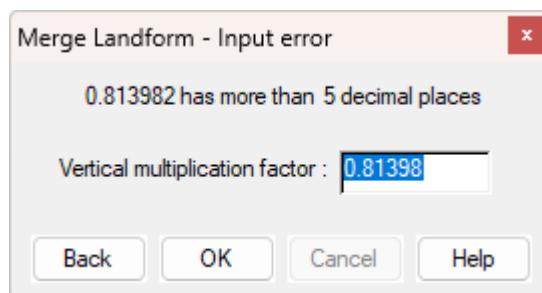 Merge Landform - Input error
x
0.813982 has more than 5 decimal places
Vertical multiplication factor : 0.81398
Back OK Cancel Help